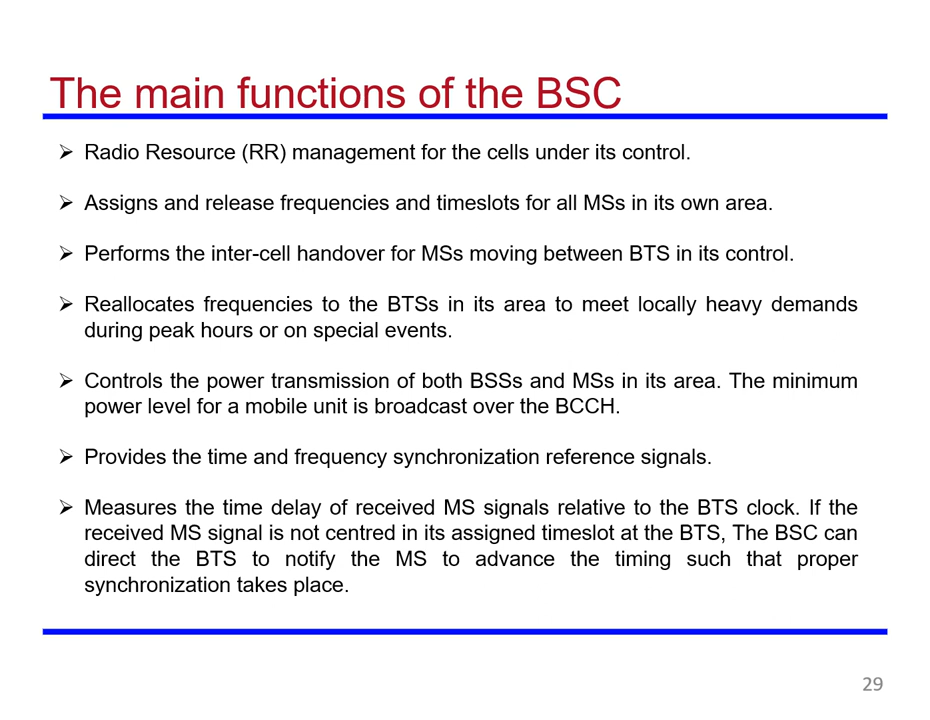 The main functions of the BSC
➢ Radio Resource (RR) management for the cells under its control.
➢ Assigns and release frequencies and timeslots for all MSs in its own area.
➢ Performs the inter-cell handover for MSs moving between BTS in its control.
➢ Reallocates frequencies to the BTSs in its area to meet locally heavy demands
during peak hours or on special events.
➢ Controls the power transmission of both BSSs and MSs in its area. The minimum
power level for a mobile unit is broadcast over the BCCH.
➢ Provides the time and frequency synchronization reference signals.
➢ Measures the time delay of received MS signals relative to the BTS clock. If the
received MS signal is not centred in its assigned timeslot at the BTS, The BSC can
direct the BTS to notify the MS to advance the timing such that proper
synchronization takes place.
29